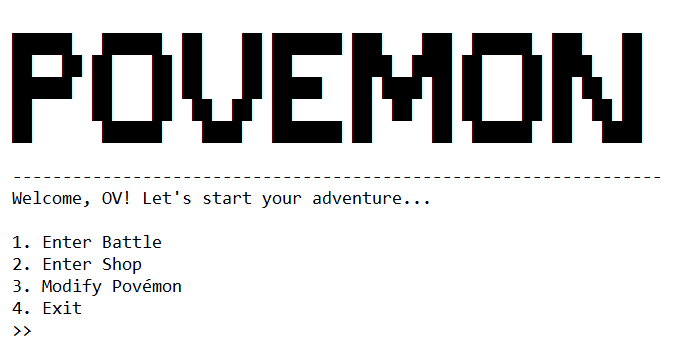 POVEMON
-----------------------------------------------------------------
Welcome, OV! Let's start your adventure...
1. Enter Battle
2. Enter Shop
3. Modify Povémon
4. Exit
>>